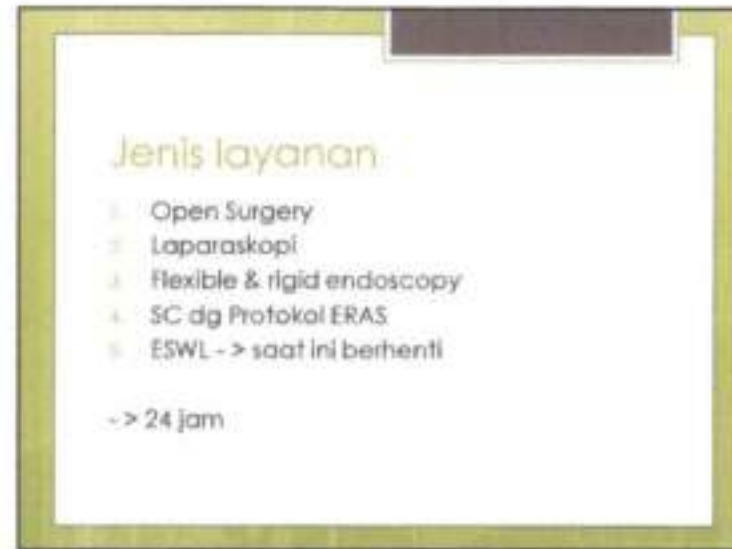 Jenis layanan
1. Open Surgery
2. Laparaskopi
3. Flexible & rigid endoscopy
4. SC dg Protokol ERAS
5. ESWL - > saat ini berhenti
- > 24 jam